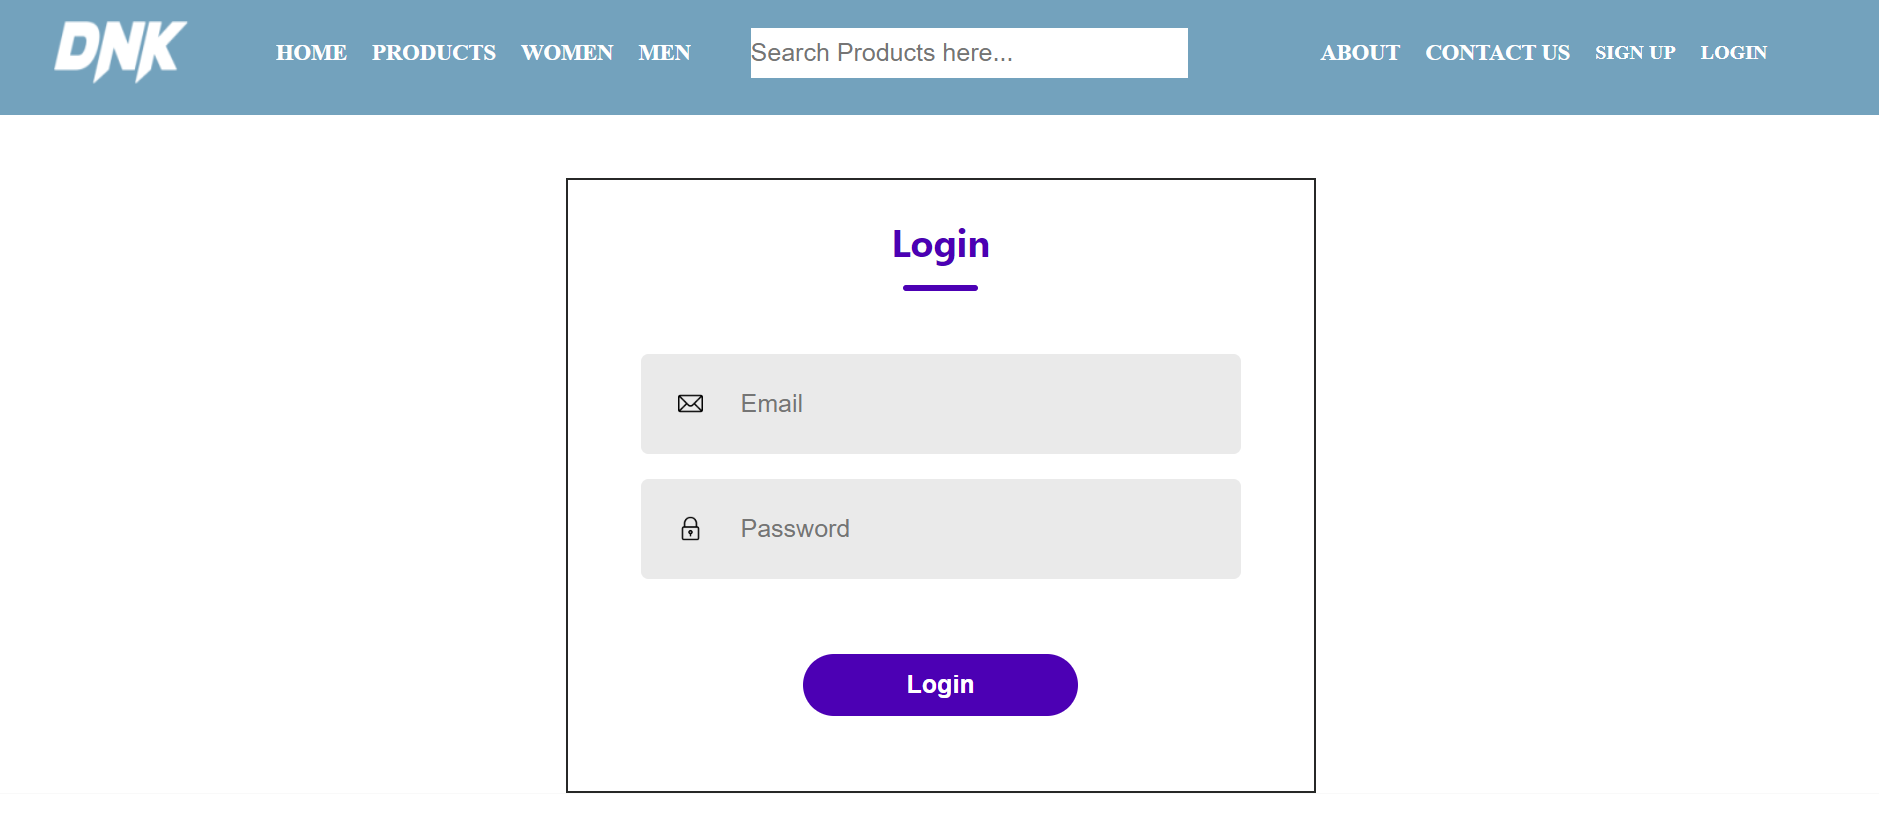 DNK HOME PRODUCTS WOMEN MEN Search Products here... ABOUT CONTACT US SIGN UP LOGIN
Login
Email
Password
Login